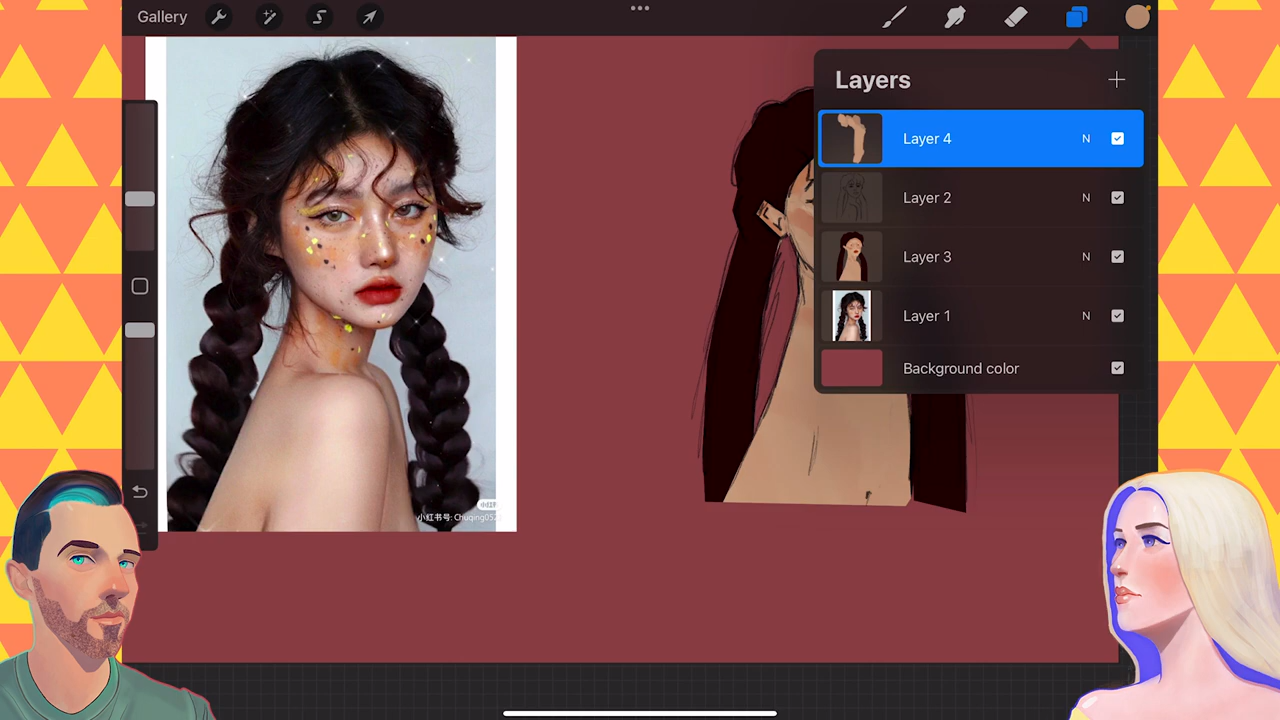 Gallery
Layers
Layer 4 N
Layer 2 N
Layer 3 N
Layer 1 N
Background color
小红书号: Chuqing05